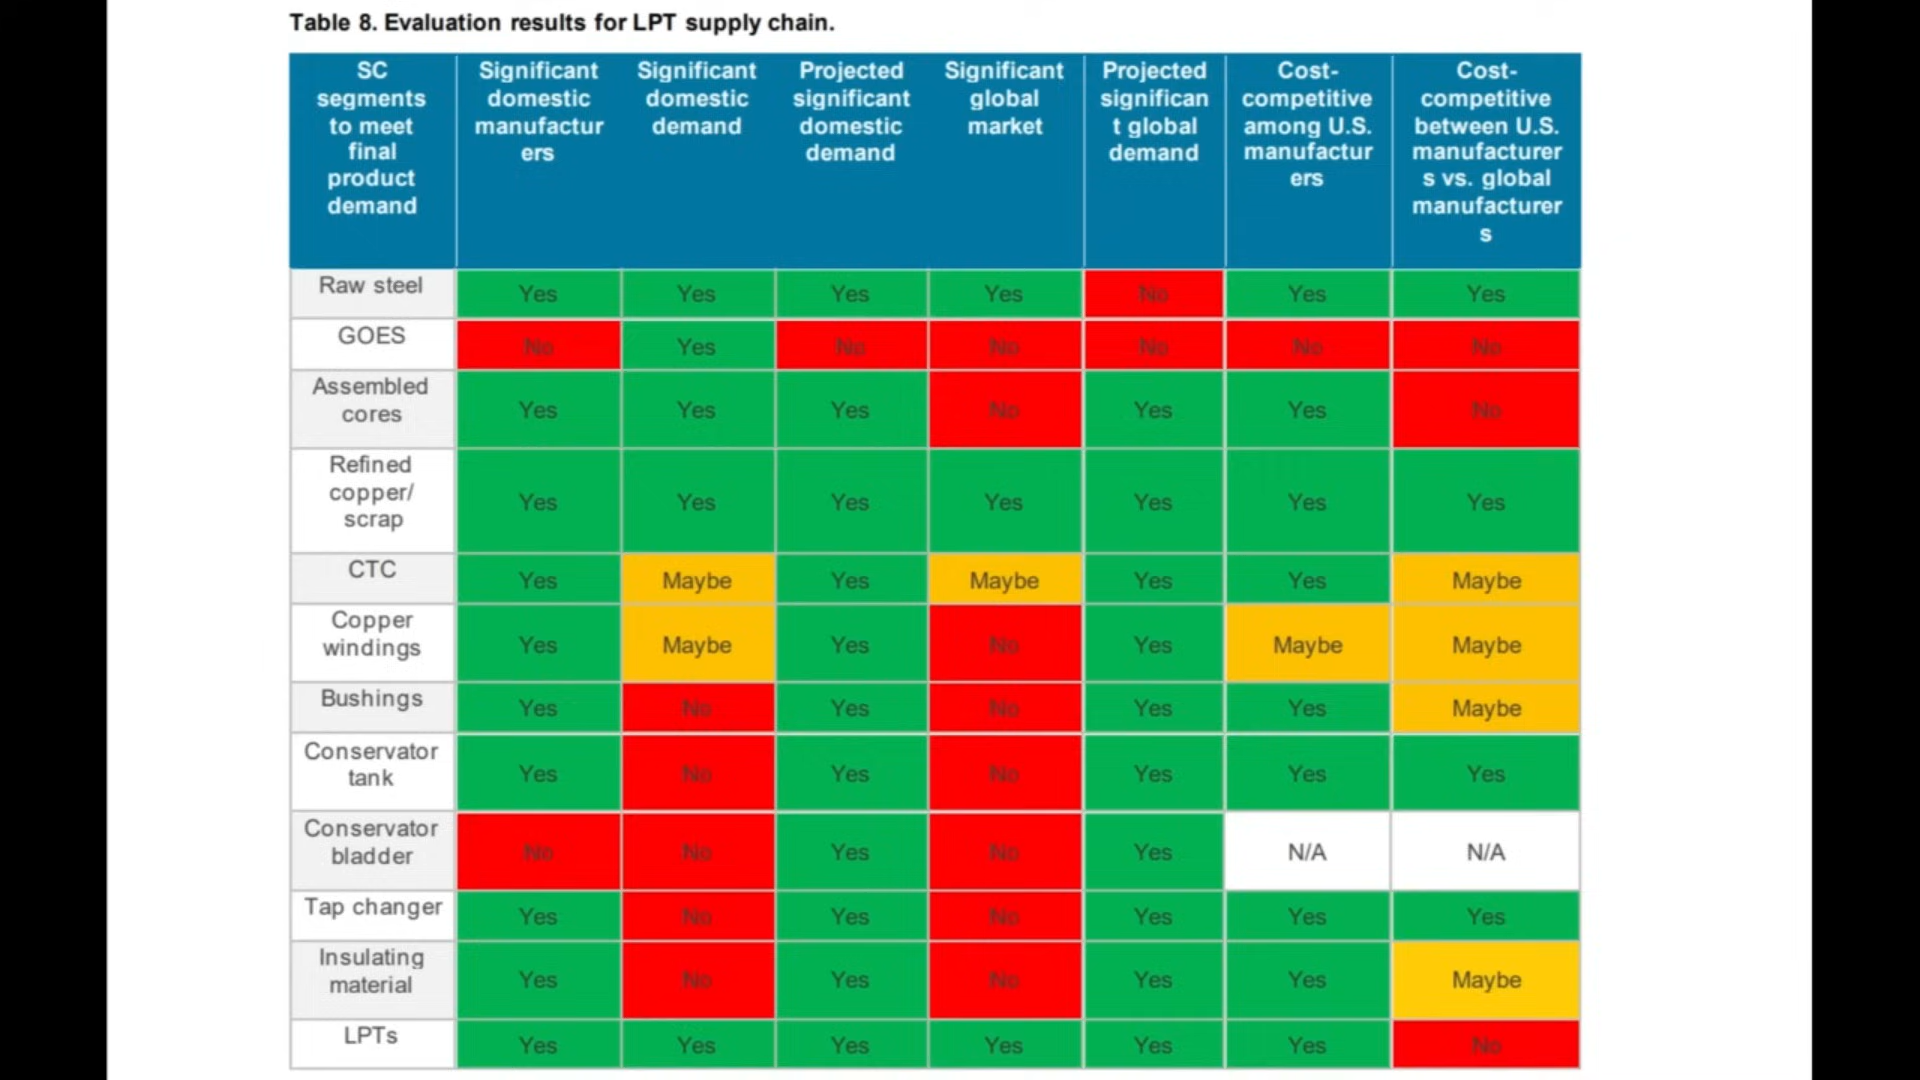 Table 8. Evaluation results for LPT supply chain.
SC segments to meet final product demand
Significant domestic manufactur ers
Significant domestic demand
Projected significant domestic demand
Significant global market
Projected significan t global demand
Cost- competitive among U.S. manufactur ers
Cost- competitive between U.S. manufacturer s vs. global manufacturer s
Raw steel Yes Yes Yes Yes No Yes Yes
GOES No Yes No No No No No
Assembled cores Yes Yes Yes No Yes Yes No
Refined copper/ scrap Yes Yes Yes Yes Yes Yes Yes
CTC Yes Maybe Yes Maybe Yes Yes Maybe
Copper windings Yes Maybe Yes No Yes Maybe Maybe
Bushings Yes No Yes No Yes Yes Maybe
Conservator tank Yes No Yes No Yes Yes Yes
Conservator bladder No No Yes No Yes N/A N/A
Tap changer Yes No Yes No Yes Yes Yes
Insulating material Yes No Yes No Yes Yes Maybe
LPTs Yes Yes Yes Yes Yes Yes No